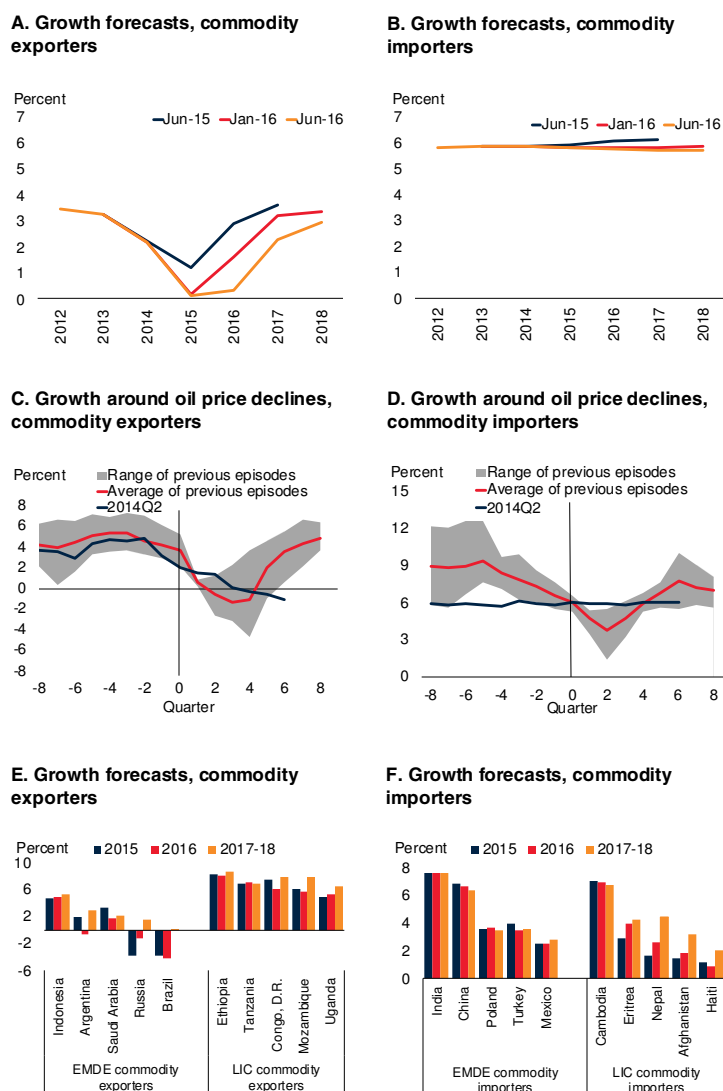 A. Growth forecasts, commodity
exporters
Percent
Jun-15 Jan-16 Jun-16
7
6
5
4
3
2
1
0
2012 2013 2014 2015 2016 2017 2018
B. Growth forecasts, commodity
importers
Percent
Jun-15 Jan-16 Jun-16
7
6
5
4
3
2
1
0
2012 2013 2014 2015 2016 2017 2018
C. Growth around oil price declines,
commodity exporters
Percent
Range of previous episodes
Average of previous episodes
2014Q2
8
6
4
2
0
-2
-4
-6
-8
-8 -6 -4 -2 0 2 4 6 8
Quarter
D. Growth around oil price declines,
commodity importers
Percent
Range of previous episodes
Average of previous episodes
2014Q2
15
12
9
6
3
0
-8 -6 -4 -2 0 2 4 6 8
Quarter
E. Growth forecasts, commodity
exporters
Percent
2015 2016 2017-18
10
6
2
-2
-6
Indonesia Argentina Saudi Arabia Russia Brazil Ethiopia Tanzania Congo, D.R. Mozambique Uganda
EMDE commodity LIC commodity
exporters exporters
F. Growth forecasts, commodity
importers
Percent
2015 2016 2017-18
8
6
4
2
0
India China Poland Turkey Mexico Cambodia Eritrea Nepal Afghanistan Haiti
EMDE commodity LIC commodity
importers importers